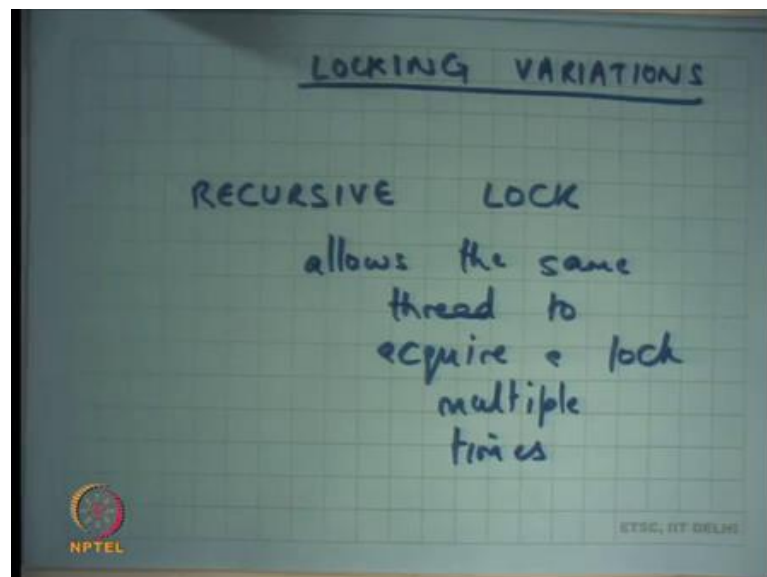 LOCKING VARIATIONS
RECURSIVE LOCK
allows the same
thread to
acquire a lock
multiple
times
NPTEL
ETSC, IIT DELHI